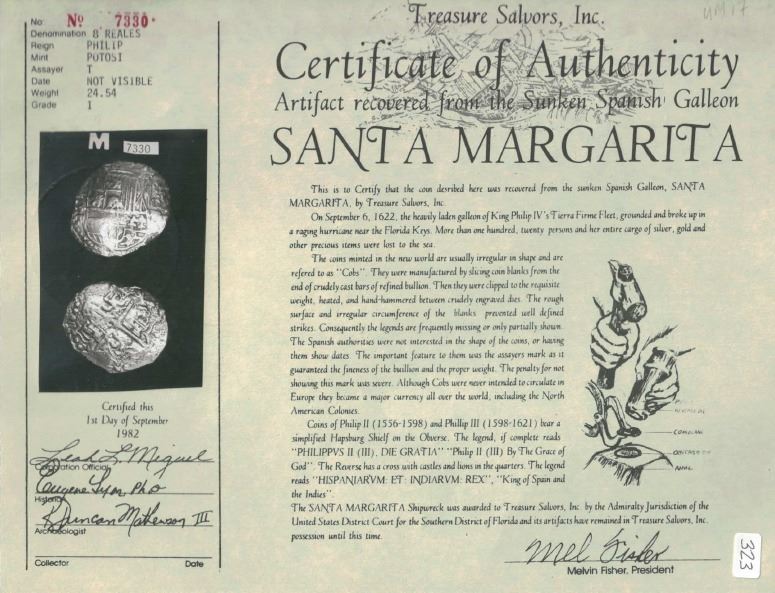 No: No 7330.
Denomination 8 REALES
Reign PHILIP
Mint POTOSI
Assayer T
Date NOT VISIBLE
Weight 24.54
Grade 1
M 7330
Certified this
1st Day of September
1982
Leah L. Miguel
Corporation Official
Eugene Lyon PhD
Historian
R Duncan Mathewson III
Archaeologist
Collector Date
Treasure Salvors, Inc.
Certificate of Authenticity
Artifact recovered from the Sunken Spanish Galleon
SANTA MARGARITA
This is to Certify that the coin desribed here was recovered from the sunken Spanish Galleon, SANTA
MARGARITA, by Treasure Salvors, Inc.
On September 6, 1622, the heavily laden galleon of King Philip IV's Tierra Firme Fleet, grounded and broke up in
a raging hurricane near the Florida Keys. More than one hundred, twenty persons and her entire cargo of silver, gold and
other precious items were lost to the sea.
The coins minted in the new world are usually irregular in shape and are
refered to as "Cobs". They were manufactured by slicing coin blanks from the
end of crudely cast bars of refined bullion. Then they were clipped to the requisite
weight, heated, and hand-hammered between crudely engraved dies. The rough
surface and irregular circumference of the blanks prevented well defined
strikes. Consequently the legends are frequently missing or only partially shown.
The Spanish authorities were not interested in the shape of the coins, or having
them show dates. The important feature to them was the assayers mark as it
guaranteed the fineness of the buillion and the proper weight. The penalty for not
showing this mark was severe. Although Cobs were never intended to circulate in
Europe they became a major currency all over the world, including the North
American Colonies.
Coins of Philip II (1556-1598) and Phillip III (1598-1621) bear a
simplified Hapsburg Shielf on the Obverse. The legend, if complete reads
"PHILIPPVS II (III), DIE GRATIA" "Philip II (III) By The Grace of
God". The Reverse has a cross with castles and lions in the quarters. The legend
reads "HISPANIARVM: ET: INDIARVM: REX", "King of Spain and
the Indies".
The SANTA MARGARITA Shipwreck was awarded to Treasure Salvors, Inc. by the Admiralty Jurisdiction of the
United States District Court for the Southern District of Florida and its artifacts have remained in Treasure Salvors, Inc.
possession until this time.
Mel Fisher
Melvin Fisher, President
COIN BLANK
ANVIL
323